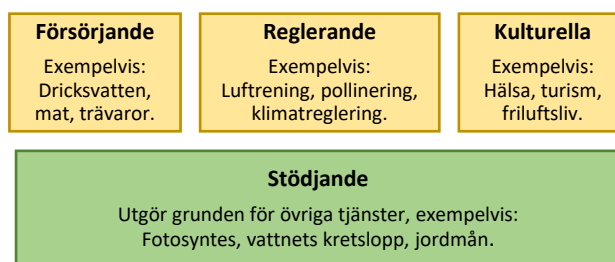 Försörjande
Exempelvis:
Dricksvatten,
mat, trävaror.
Reglerande
Exempelvis:
Luftrening, pollinering,
klimatreglering.
Kulturella
Exempelvis:
Hälsa, turism,
friluftsliv.
Stödjande
Utgör grunden för övriga tjänster, exempelvis:
Fotosyntes, vattnets kretslopp, jordmån.